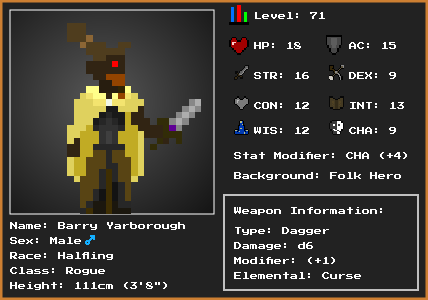 Level: 71
HP: 18 AC: 15
STR: 16 DEX: 9
CON: 12 INT: 13
WIS: 12 CHA: 9
Stat Modifier: CHA (+4)
Background: Folk Hero
Name: Barry Yarborough
Sex: Male♂
Race: Halfling
Class: Rogue
Height: 111cm (3'8")
Weapon Information:
Type: Dagger
Damage: d6
Modifier: (+1)
Elemental: Curse